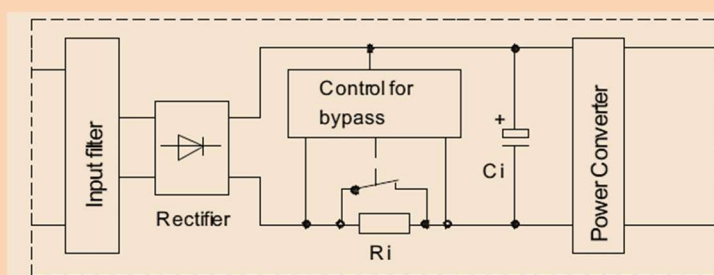 Input filter
Rectifier
Control for
bypass
+
Ci
Ri
Power Converter